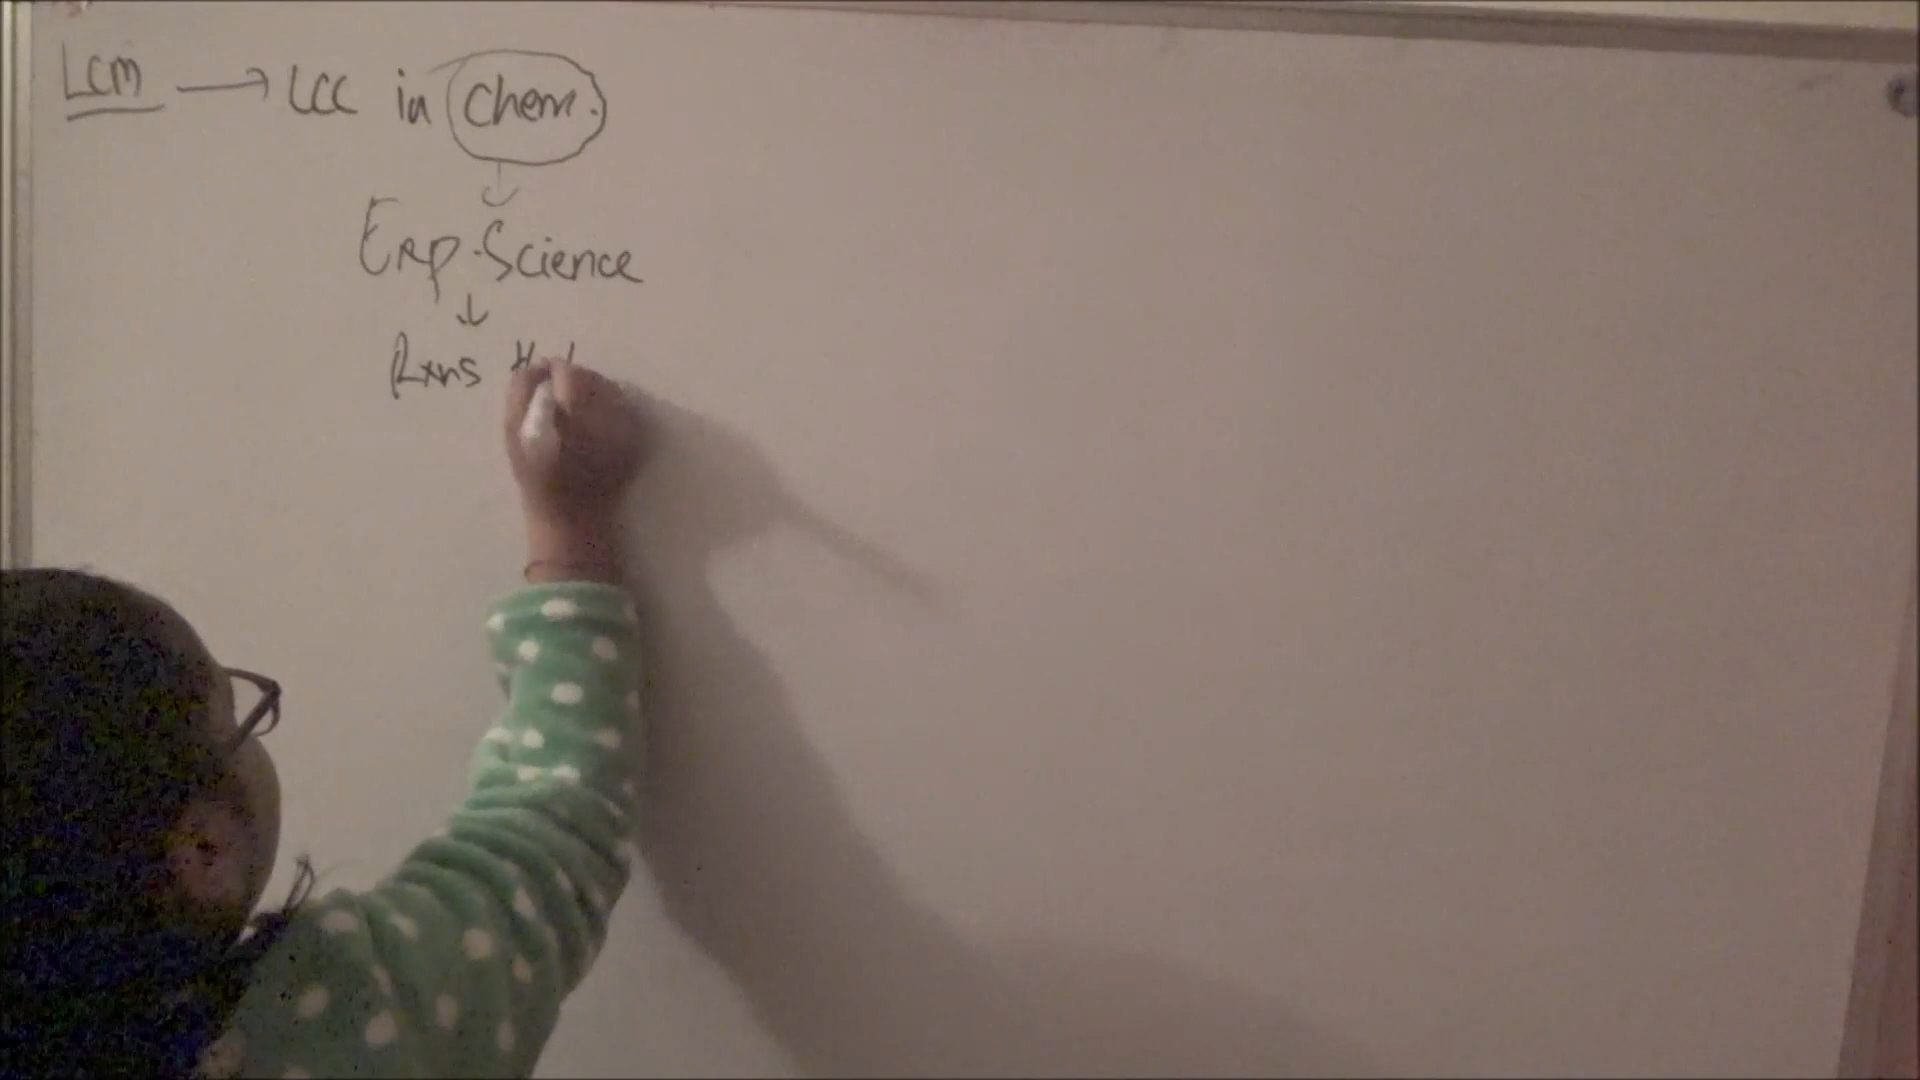 LCM → LCC in Chem.
↓
Exp. Science
↓
Rxns